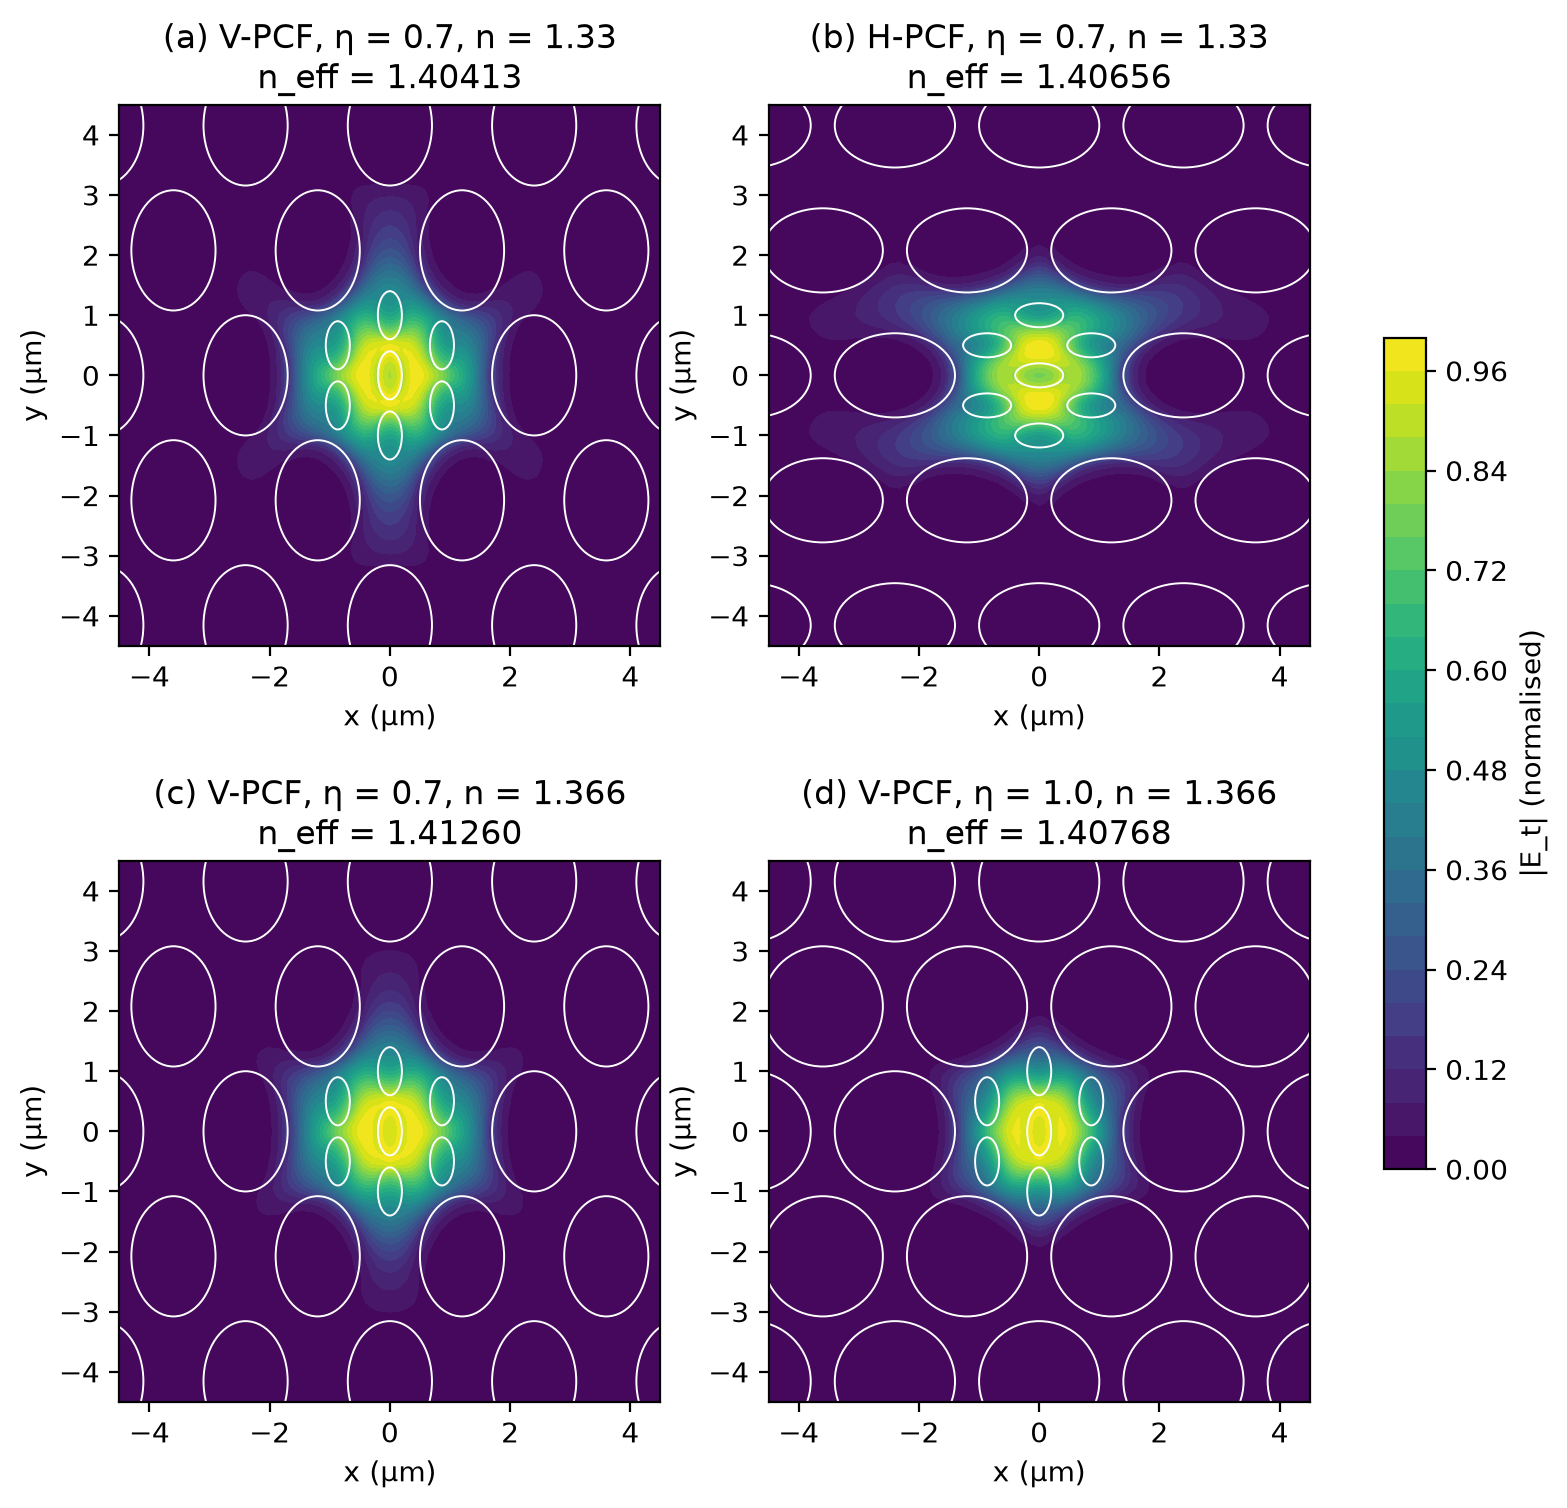 (a) V-PCF, η = 0.7, n = 1.33
n_eff = 1.40413
4
3
2
1
0
−1
−2
−3
−4
y (µm)
−4 −2 0 2 4
x (µm)
(b) H-PCF, η = 0.7, n = 1.33
n_eff = 1.40656
4
3
2
1
0
−1
−2
−3
−4
y (µm)
−4 −2 0 2 4
x (µm)
(c) V-PCF, η = 0.7, n = 1.366
n_eff = 1.41260
4
3
2
1
0
−1
−2
−3
−4
y (µm)
−4 −2 0 2 4
x (µm)
(d) V-PCF, η = 1.0, n = 1.366
n_eff = 1.40768
4
3
2
1
0
−1
−2
−3
−4
y (µm)
−4 −2 0 2 4
x (µm)
0.96
0.84
0.72
0.60
0.48
0.36
0.24
0.12
0.00
|E_t| (normalised)